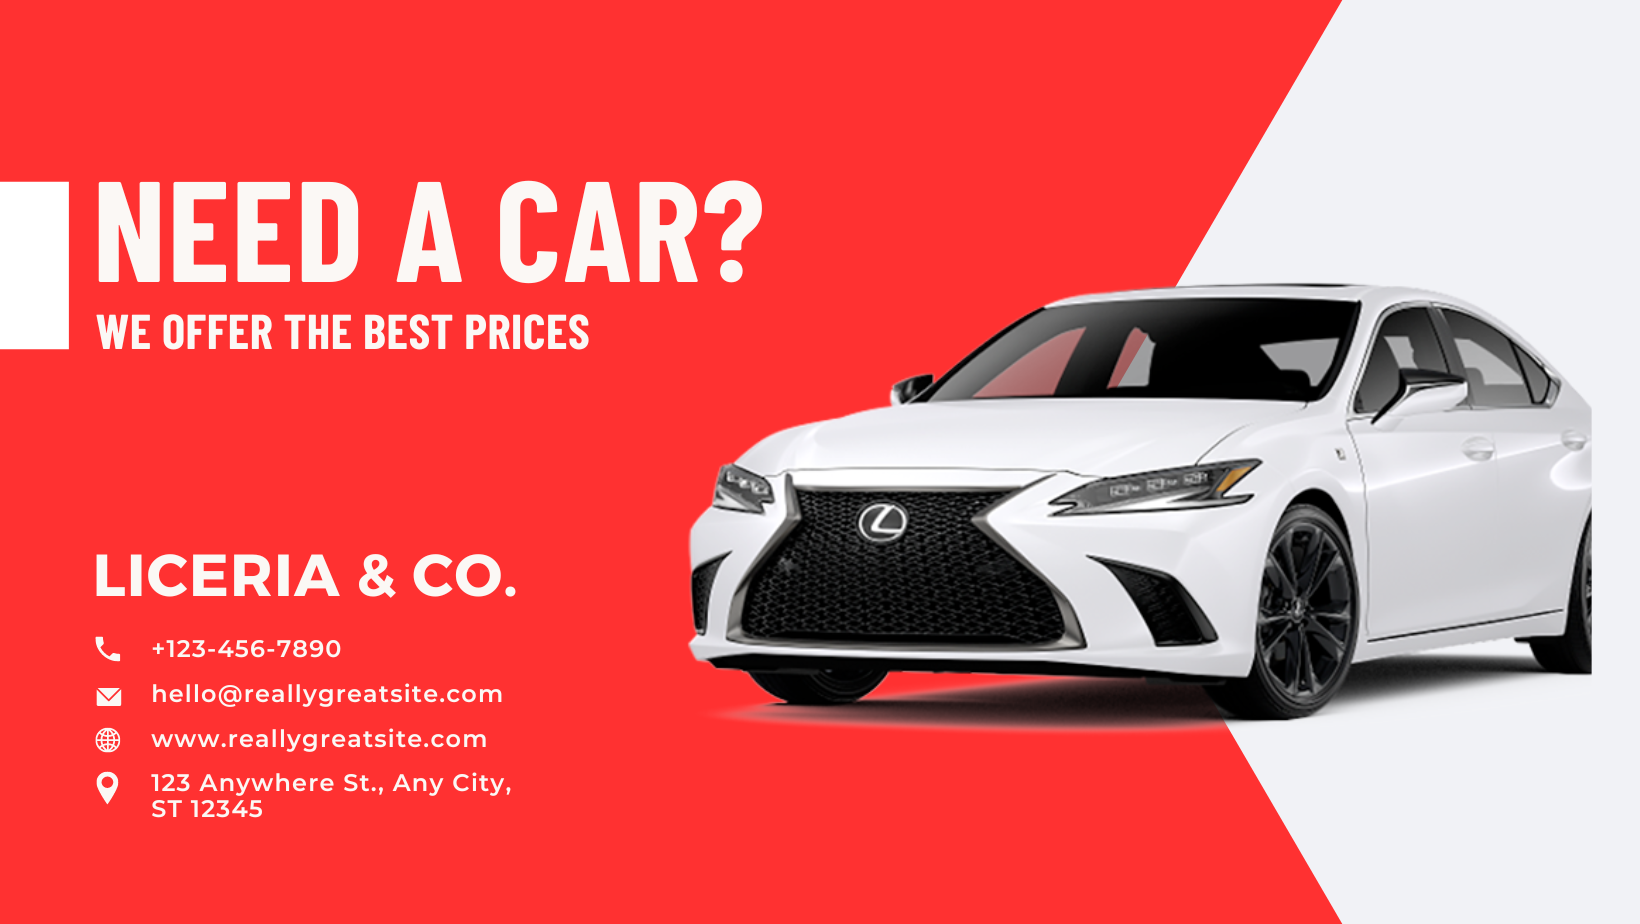 NEED A CAR?
WE OFFER THE BEST PRICES
LICERIA & CO.
+123-456-7890
hello@reallygreatsite.com
www.reallygreatsite.com
123 Anywhere St., Any City,
ST 12345